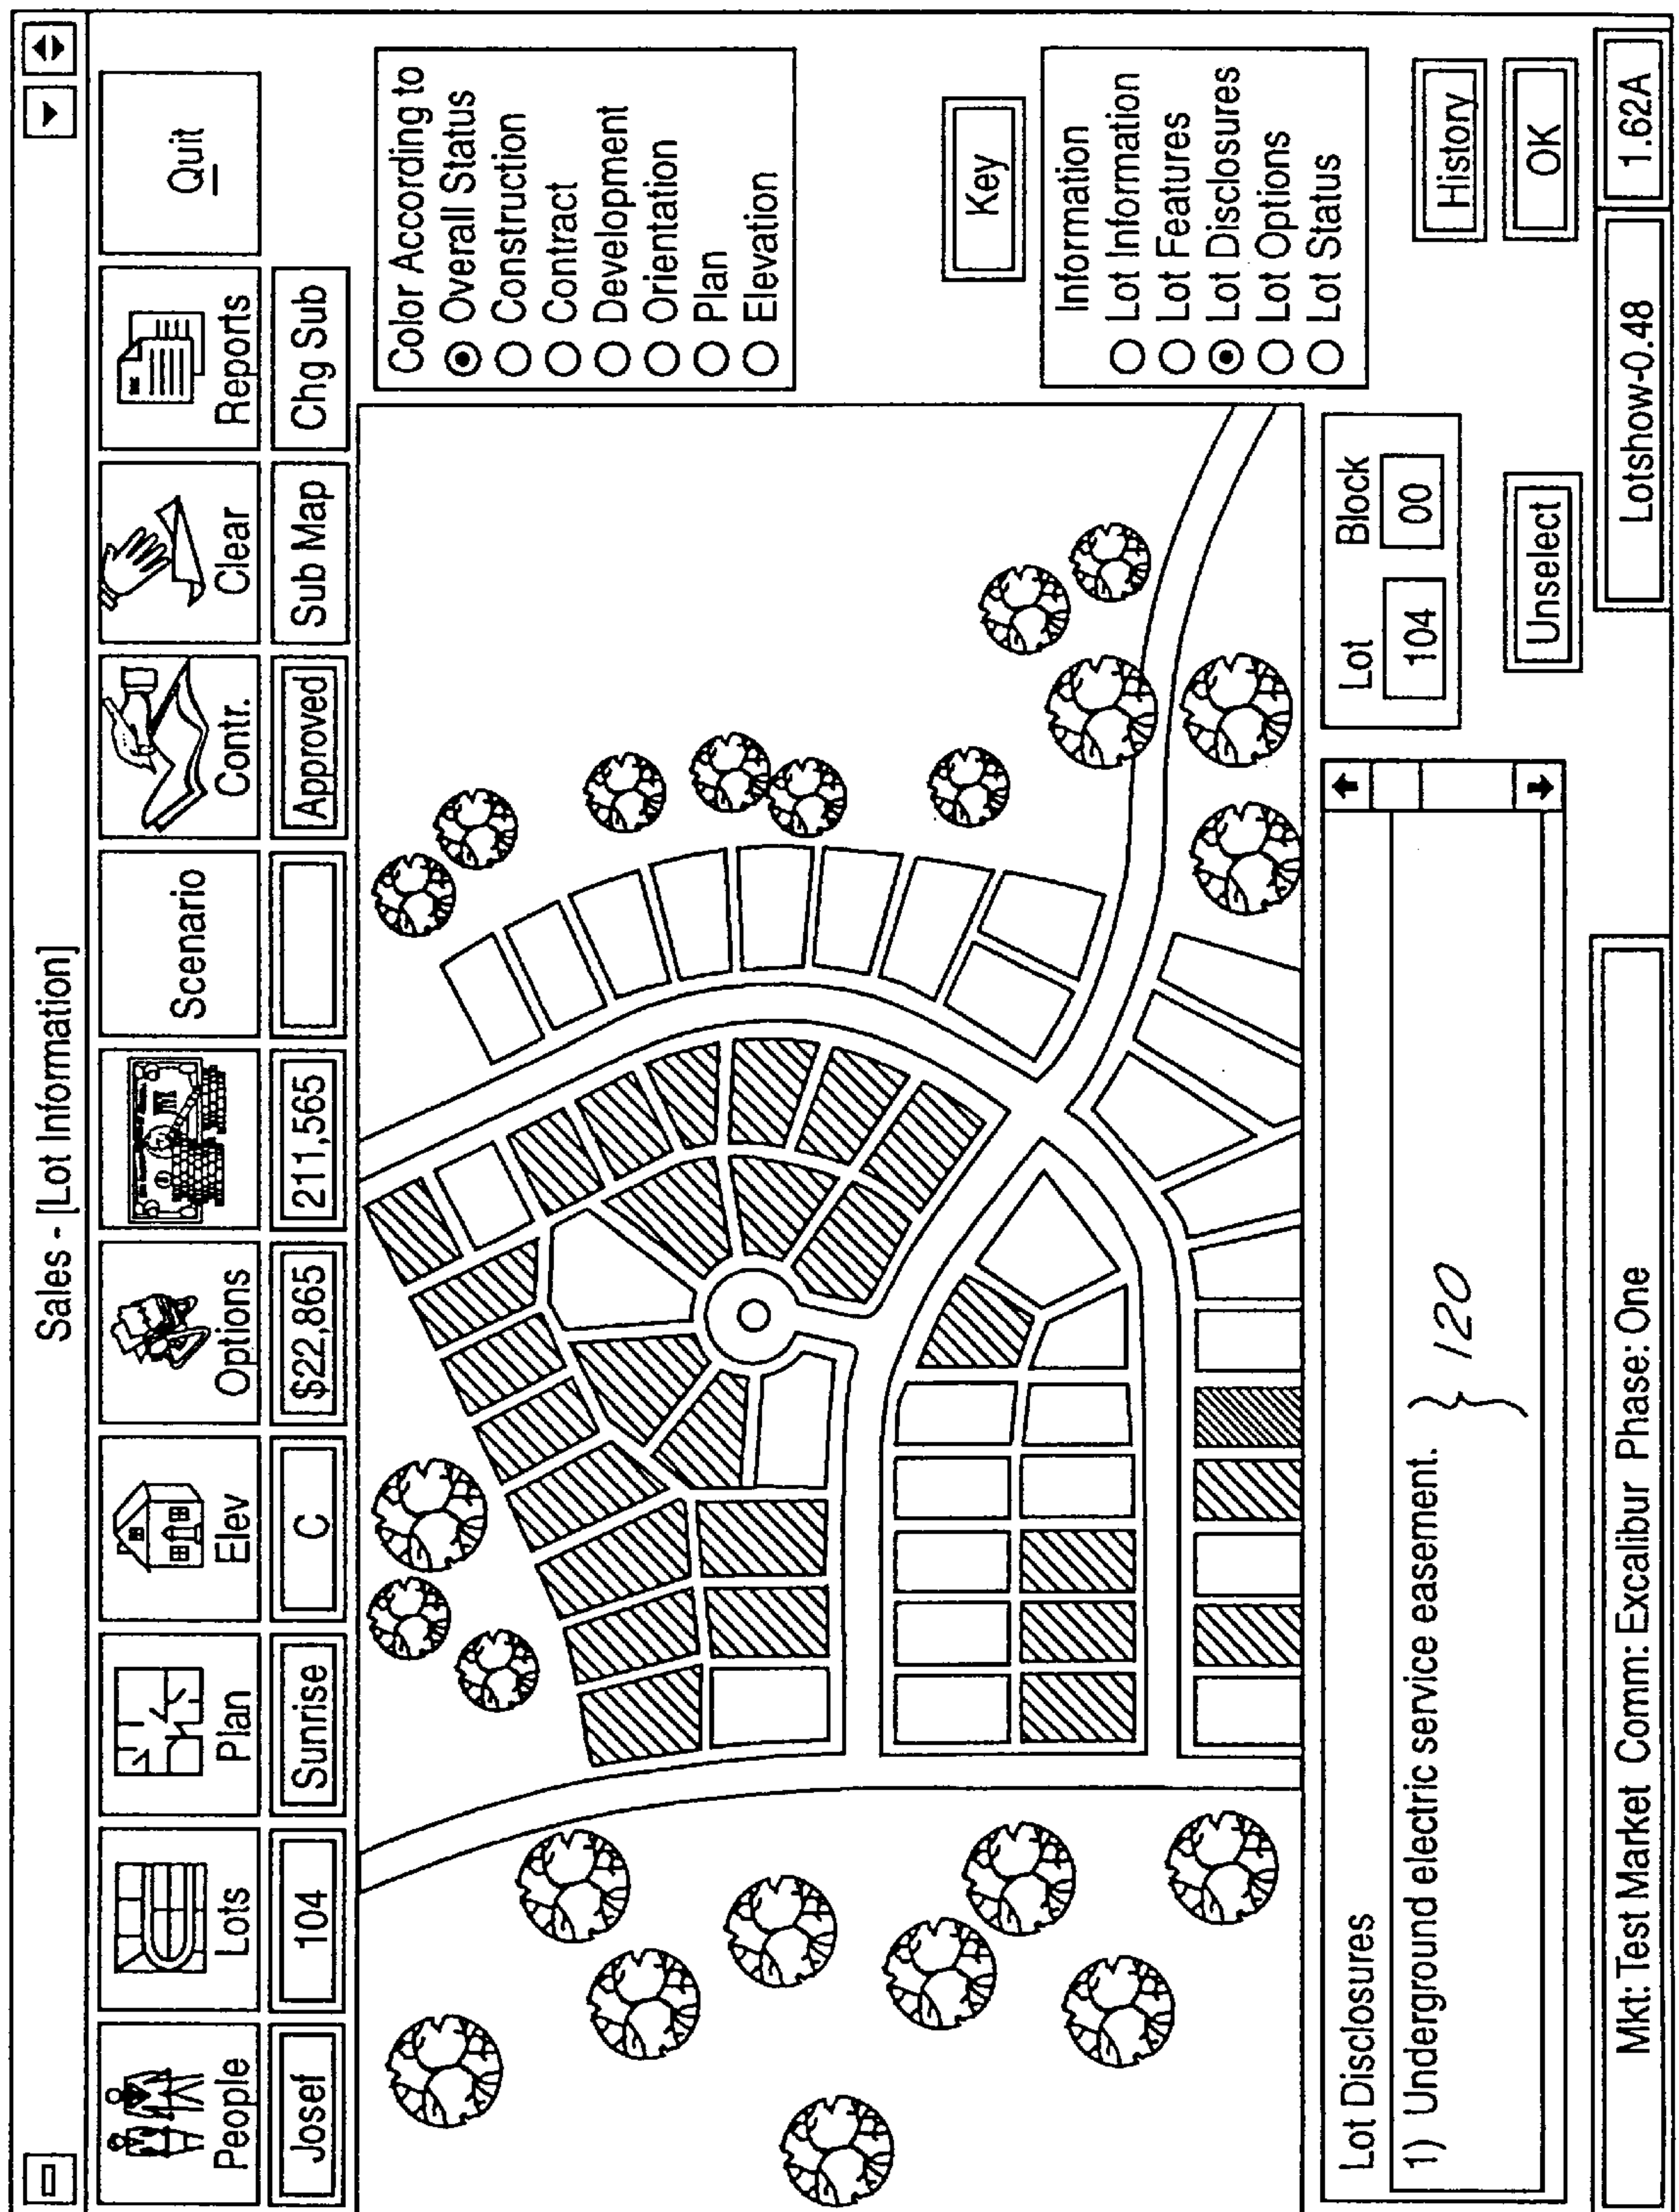 Sales - [Lot Information]
People Lots Plan Elev Options Scenario Contr. Clear Reports Quit
Josef 104 Sunrise C $22,865 211,565 Approved Sub Map Chg Sub
Color According to
Overall Status
Construction
Contract
Development
Orientation
Plan
Elevation
Key
Information
Lot Information
Lot Features
Lot Disclosures
Lot Options
Lot Status
Lot Disclosures
1) Underground electric service easement. } 120
Lot Block
104 00
Unselect
History
OK
Mkt: Test Market Comm: Excalibur Phase: One
Lotshow-0.48
1.62A